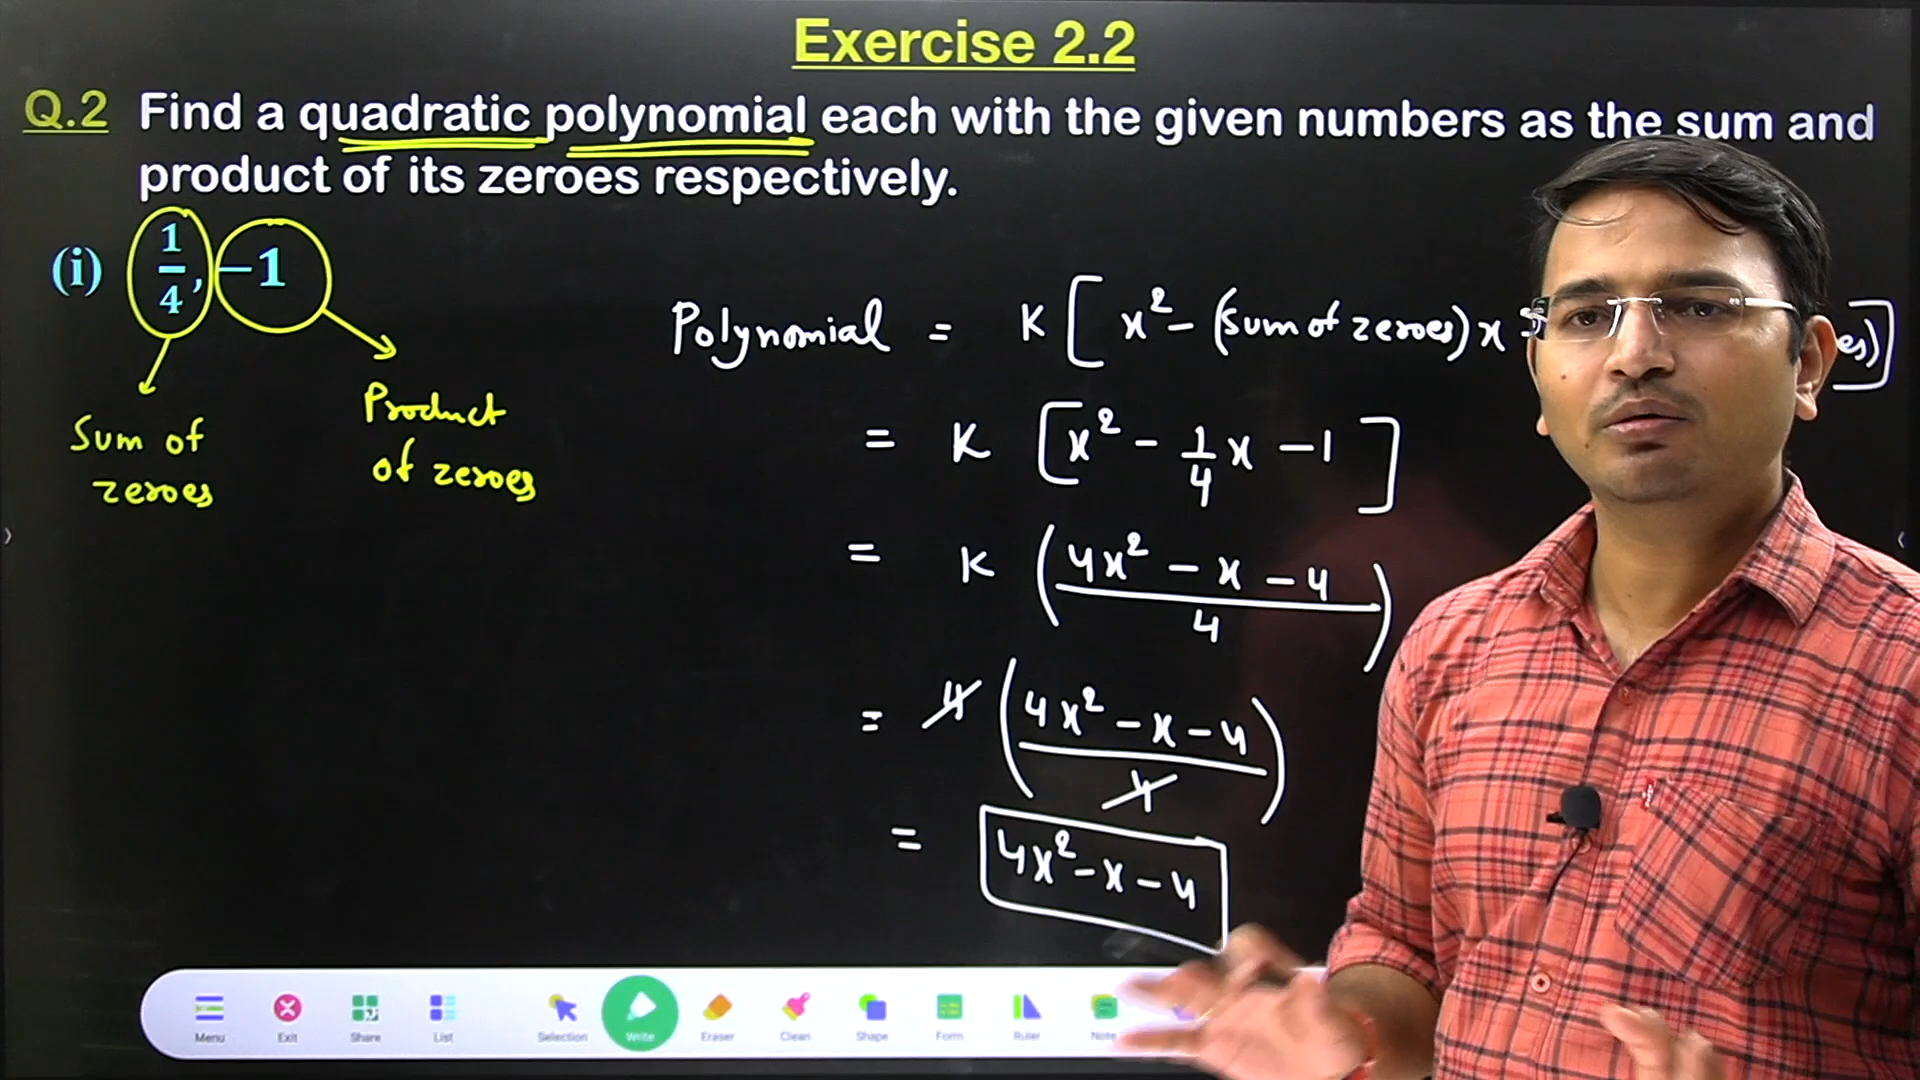 Exercise 2.2
Q.2 Find a quadratic polynomial each with the given numbers as the sum and
product of its zeroes respectively.
(i) 1/4, −1
Sum of
zeroes
Product
of zeroes
Polynomial = K [ x² - (sum of zeroes) x
= K [x² - 1/4 x - 1]
= K (4x² - x - 4 / 4)
= 4 (4x² - x - 4 / 4)
= 4x² - x - 4
Menu Exit Share List Selection Write Eraser Clean Shape Form Ruler Note